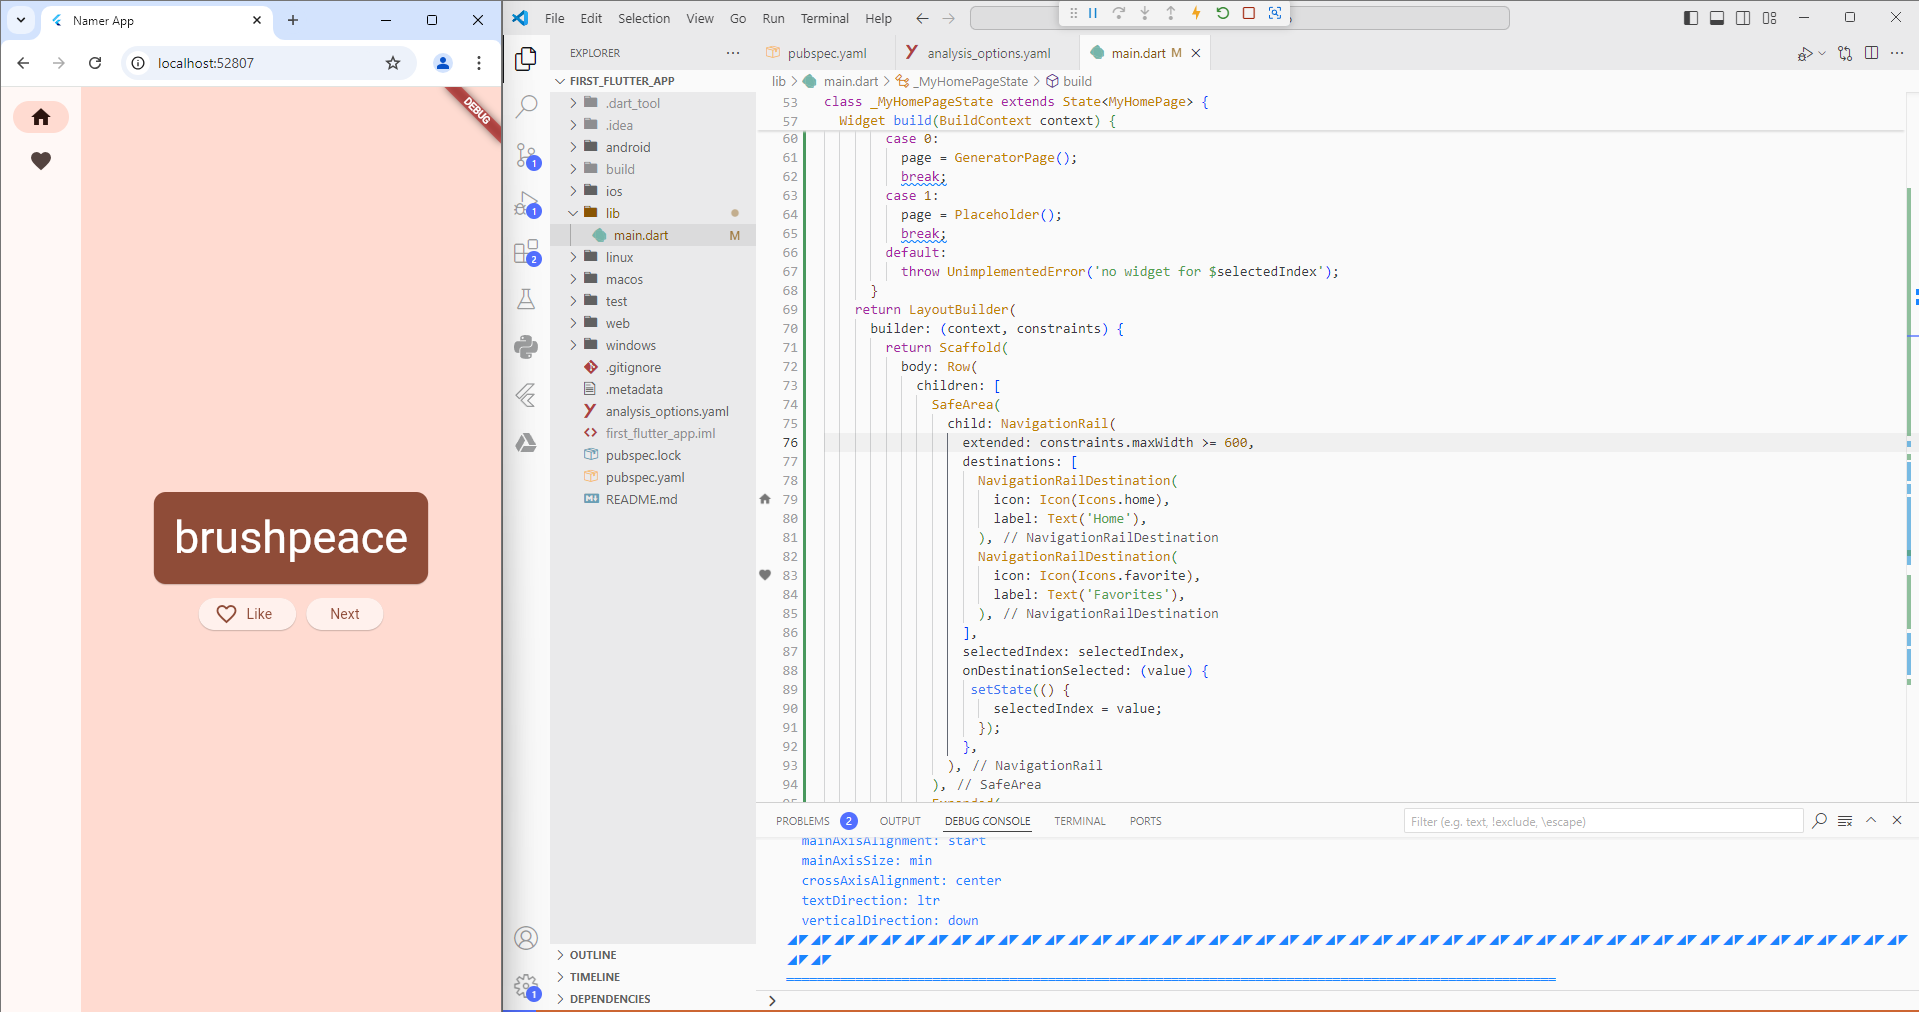 Namer App
localhost:52807
DEBUG
brushpeace
Like
Next
File Edit Selection View Go Run Terminal Help
EXPLORER
FIRST_FLUTTER_APP
.dart_tool
.idea
android
build
ios
lib
main.dart M
linux
macos
test
web
windows
.gitignore
.metadata
analysis_options.yaml
first_flutter_app.iml
pubspec.lock
pubspec.yaml
README.md
OUTLINE
TIMELINE
DEPENDENCIES
1
1
2
1
pubspec.yaml analysis_options.yaml main.dart M
lib > main.dart > _MyHomePageState > build
53 class _MyHomePageState extends State<MyHomePage> {
57 Widget build(BuildContext context) {
60 case 0:
61 page = GeneratorPage();
62 break;
63 case 1:
64 page = Placeholder();
65 break;
66 default:
67 throw UnimplementedError('no widget for $selectedIndex');
68 }
69 return LayoutBuilder(
70 builder: (context, constraints) {
71 return Scaffold(
72 body: Row(
73 children: [
74 SafeArea(
75 child: NavigationRail(
76 extended: constraints.maxWidth >= 600,
77 destinations: [
78 NavigationRailDestination(
79 icon: Icon(Icons.home),
80 label: Text('Home'),
81 ), // NavigationRailDestination
82 NavigationRailDestination(
83 icon: Icon(Icons.favorite),
84 label: Text('Favorites'),
85 ), // NavigationRailDestination
86 ],
87 selectedIndex: selectedIndex,
88 onDestinationSelected: (value) {
89 setState(() {
90 selectedIndex = value;
91 });
92 },
93 ), // NavigationRail
94 ), // SafeArea
PROBLEMS 2 OUTPUT DEBUG CONSOLE TERMINAL PORTS
Filter (e.g. text, !exclude, \escape)
mainAxisAlignment: start
mainAxisSize: min
crossAxisAlignment: center
textDirection: ltr
verticalDirection: down